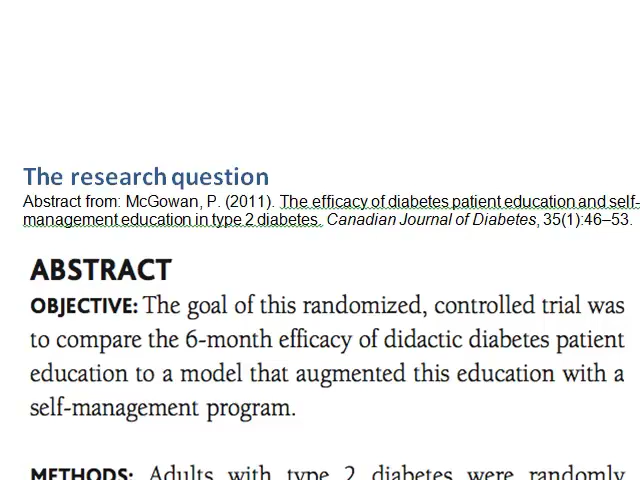 The research question
Abstract from: McGowan, P. (2011). The efficacy of diabetes patient education and self-
management education in type 2 diabetes. Canadian Journal of Diabetes, 35(1):46–53.
ABSTRACT
OBJECTIVE: The goal of this randomized, controlled trial was
to compare the 6-month efficacy of didactic diabetes patient
education to a model that augmented this education with a
self-management program.
METHODS: Adults with type 2 diabetes were randomly